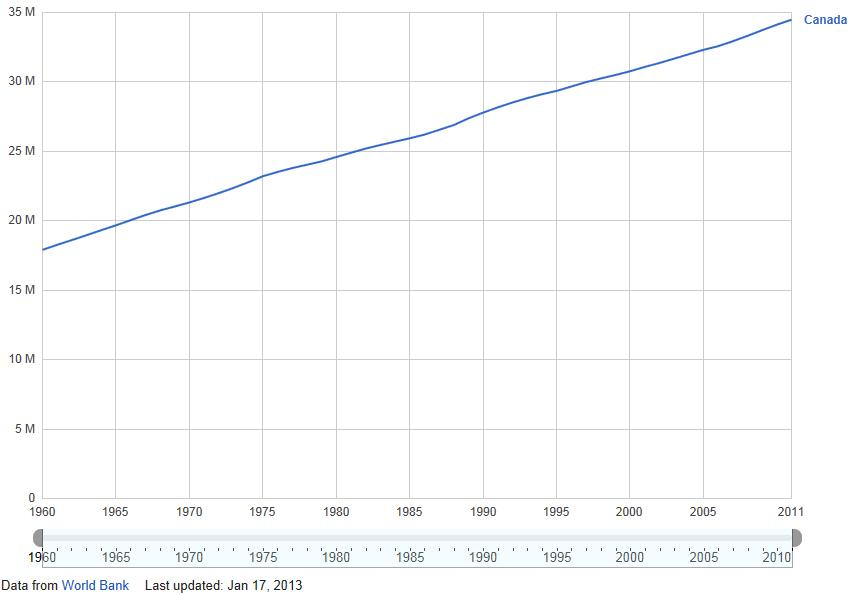 35 M
Canada
30 M
25 M
20 M
15 M
10 M
5 M
0
1960 1965 1970 1975 1980 1985 1990 1995 2000 2005 2011
1960 1965 1970 1975 1980 1985 1990 1995 2000 2005 2010
Data from World Bank Last updated: Jan 17, 2013